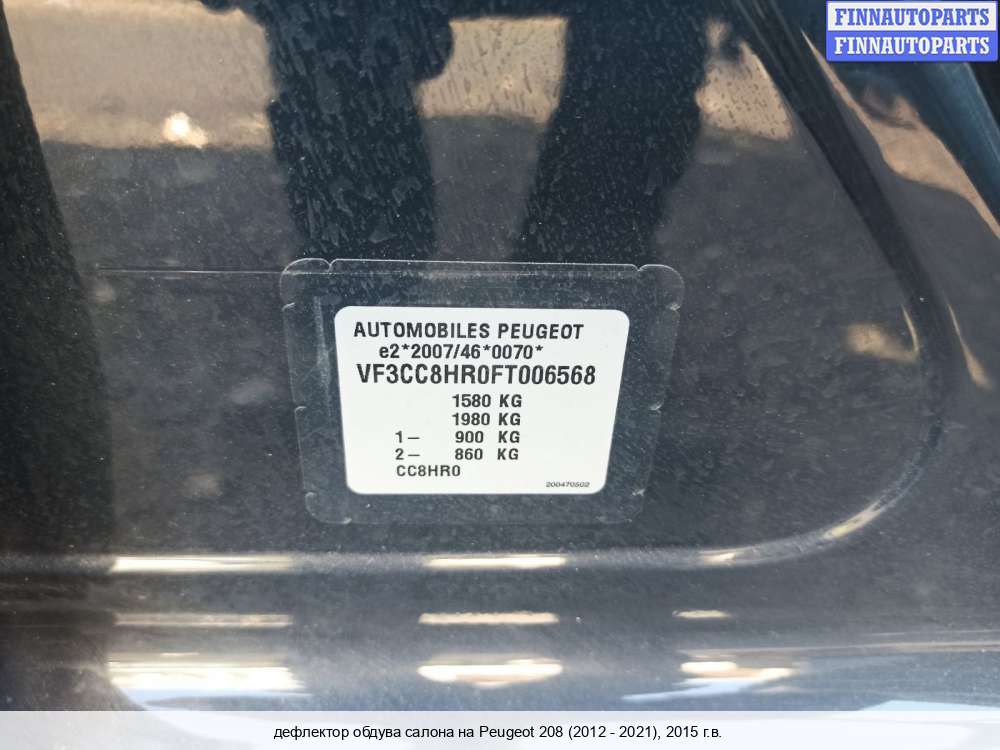 FINNAUTOPARTS
FINNAUTOPARTS
AUTOMOBILES PEUGEOT
e2*2007/46*0070*
VF3CC8HR0FT006568
1580 KG
1980 KG
1– 900 KG
2– 860 KG
CC8HR0
200470502
дефлектор обдува салона на Peugeot 208 (2012 - 2021), 2015 г.в.